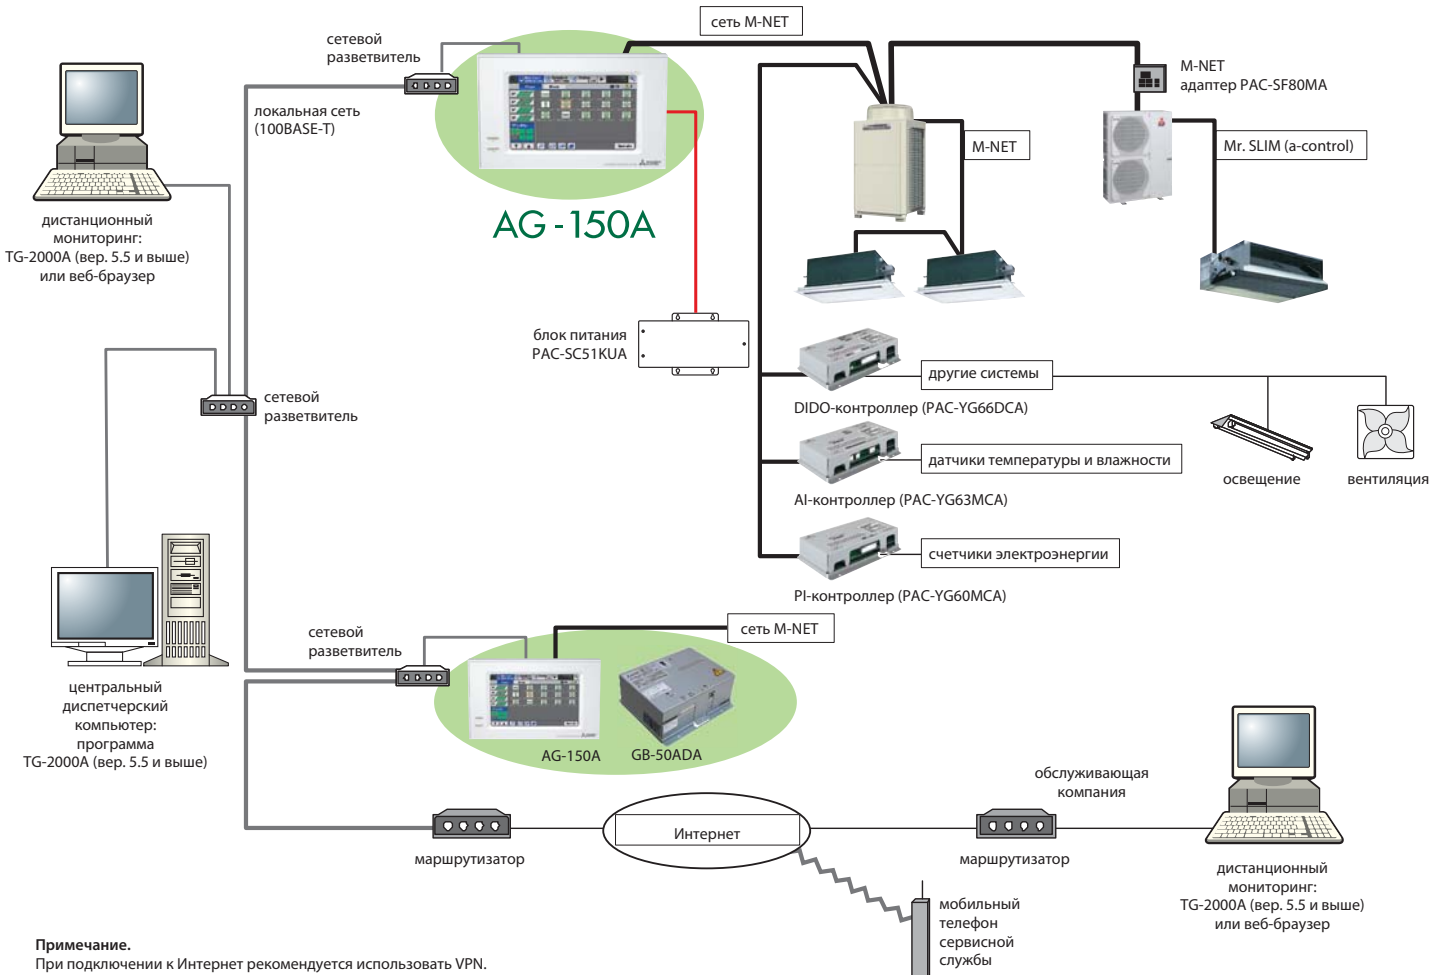 сеть M-NET
сетевой
разветвитель
M-NET
адаптер PAC-SF80MA
локальная сеть
(100BASE-T)
M-NET
Mr. SLIM (a-control)
AG-150A
дистанционный
мониторинг:
TG-2000A (вер. 5.5 и выше)
или веб-браузер
блок питания
PAC-SC51KUA
другие системы
DIDO-контроллер (PAC-YG66DCA)
сетевой
разветвитель
датчики температуры и влажности
освещение
вентиляция
AI-контроллер (PAC-YG63MCA)
счетчики электроэнергии
PI-контроллер (PAC-YG60MCA)
сеть M-NET
сетевой
разветвитель
центральный
диспетчерский
компьютер:
программа
TG-2000A (вер. 5.5 и выше)
AG-150A
GB-50ADA
обслуживающая
компания
Интернет
маршрутизатор
маршрутизатор
дистанционный
мониторинг:
TG-2000A (вер. 5.5 и выше)
или веб-браузер
мобильный
телефон
сервисной
службы
Примечание.
При подключении к Интернет рекомендуется использовать VPN.